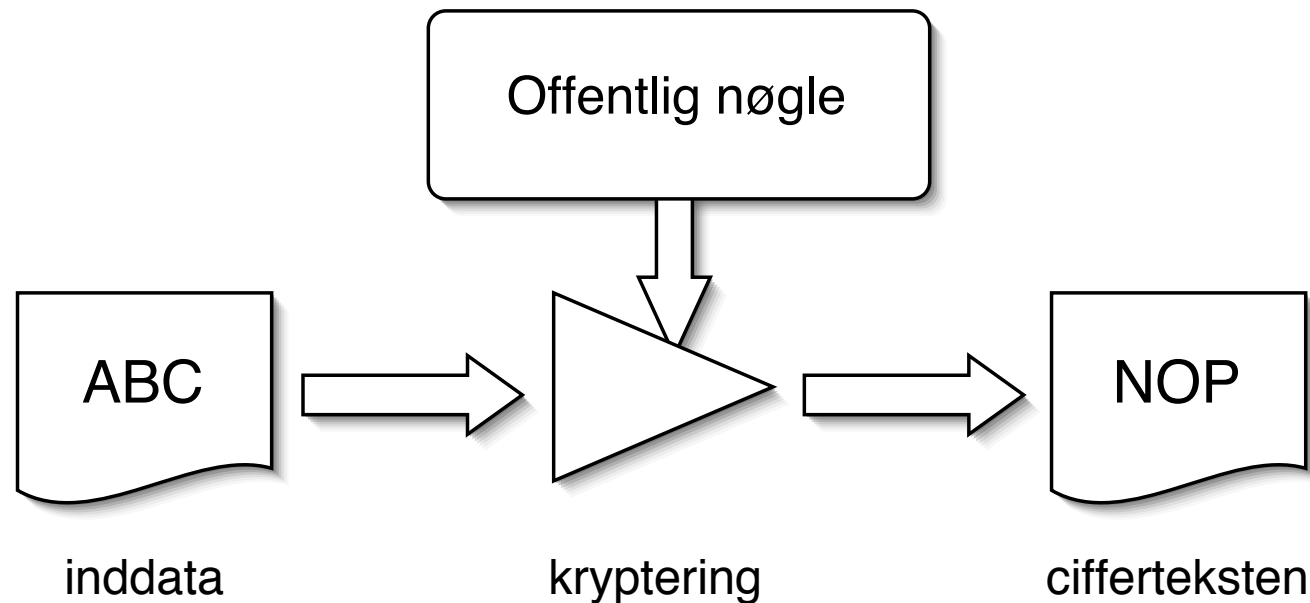 Offentlig nøgle
ABC
NOP
inddata
kryptering
cifferteksten